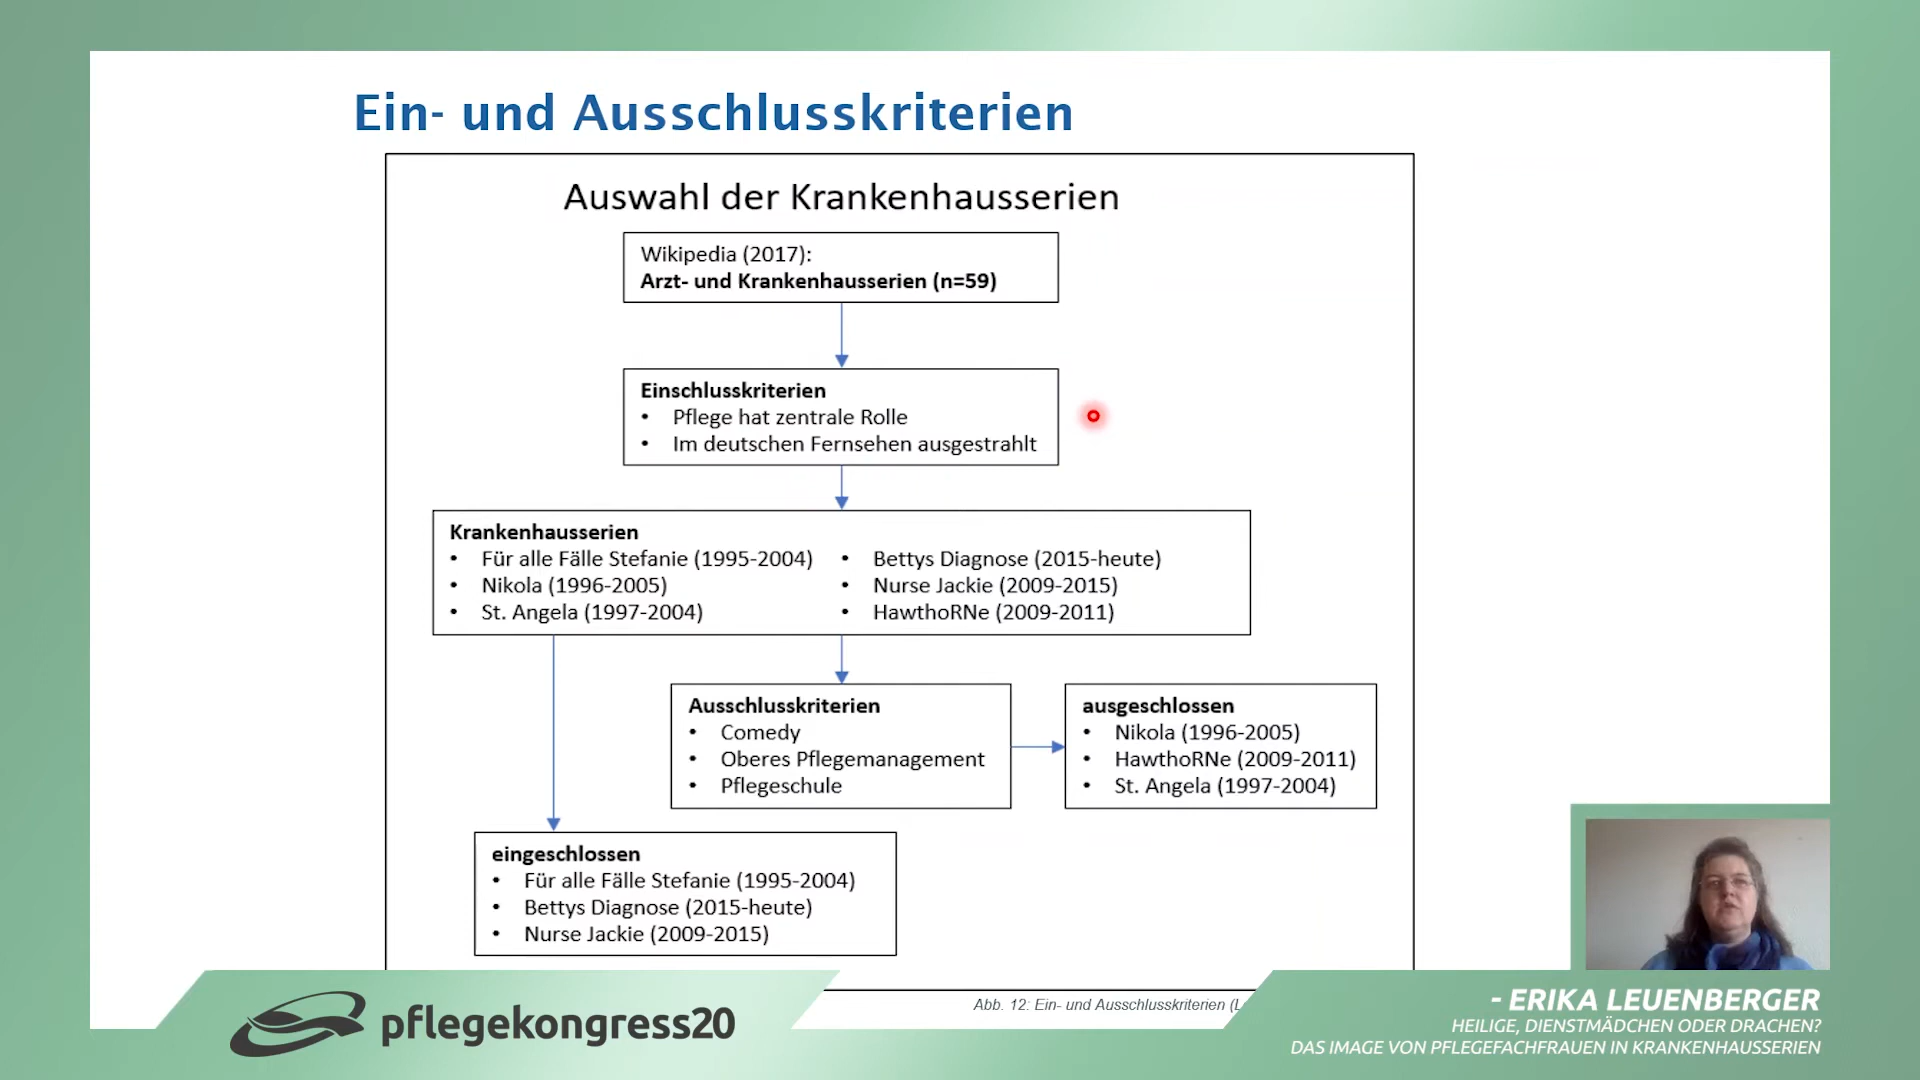 Ein- und Ausschlusskriterien
Auswahl der Krankenhausserien
Wikipedia (2017):
Arzt- und Krankenhausserien (n=59)
Einschlusskriterien
• Pflege hat zentrale Rolle
• Im deutschen Fernsehen ausgestrahlt
Krankenhausserien
• Für alle Fälle Stefanie (1995-2004)
• Nikola (1996-2005)
• St. Angela (1997-2004)
• Bettys Diagnose (2015-heute)
• Nurse Jackie (2009-2015)
• HawthoRNe (2009-2011)
Ausschlusskriterien
• Comedy
• Oberes Pflegemanagement
• Pflegeschule
ausgeschlossen
• Nikola (1996-2005)
• HawthoRNe (2009-2011)
• St. Angela (1997-2004)
eingeschlossen
• Für alle Fälle Stefanie (1995-2004)
• Bettys Diagnose (2015-heute)
• Nurse Jackie (2009-2015)
Abb. 12: Ein- und Ausschlusskriterien
pflegekongress20
- ERIKA LEUENBERGER
HEILIGE, DIENSTMÄDCHEN ODER DRACHEN?
DAS IMAGE VON PFLEGEFACHFRAUEN IN KRANKENHAUSSERIEN